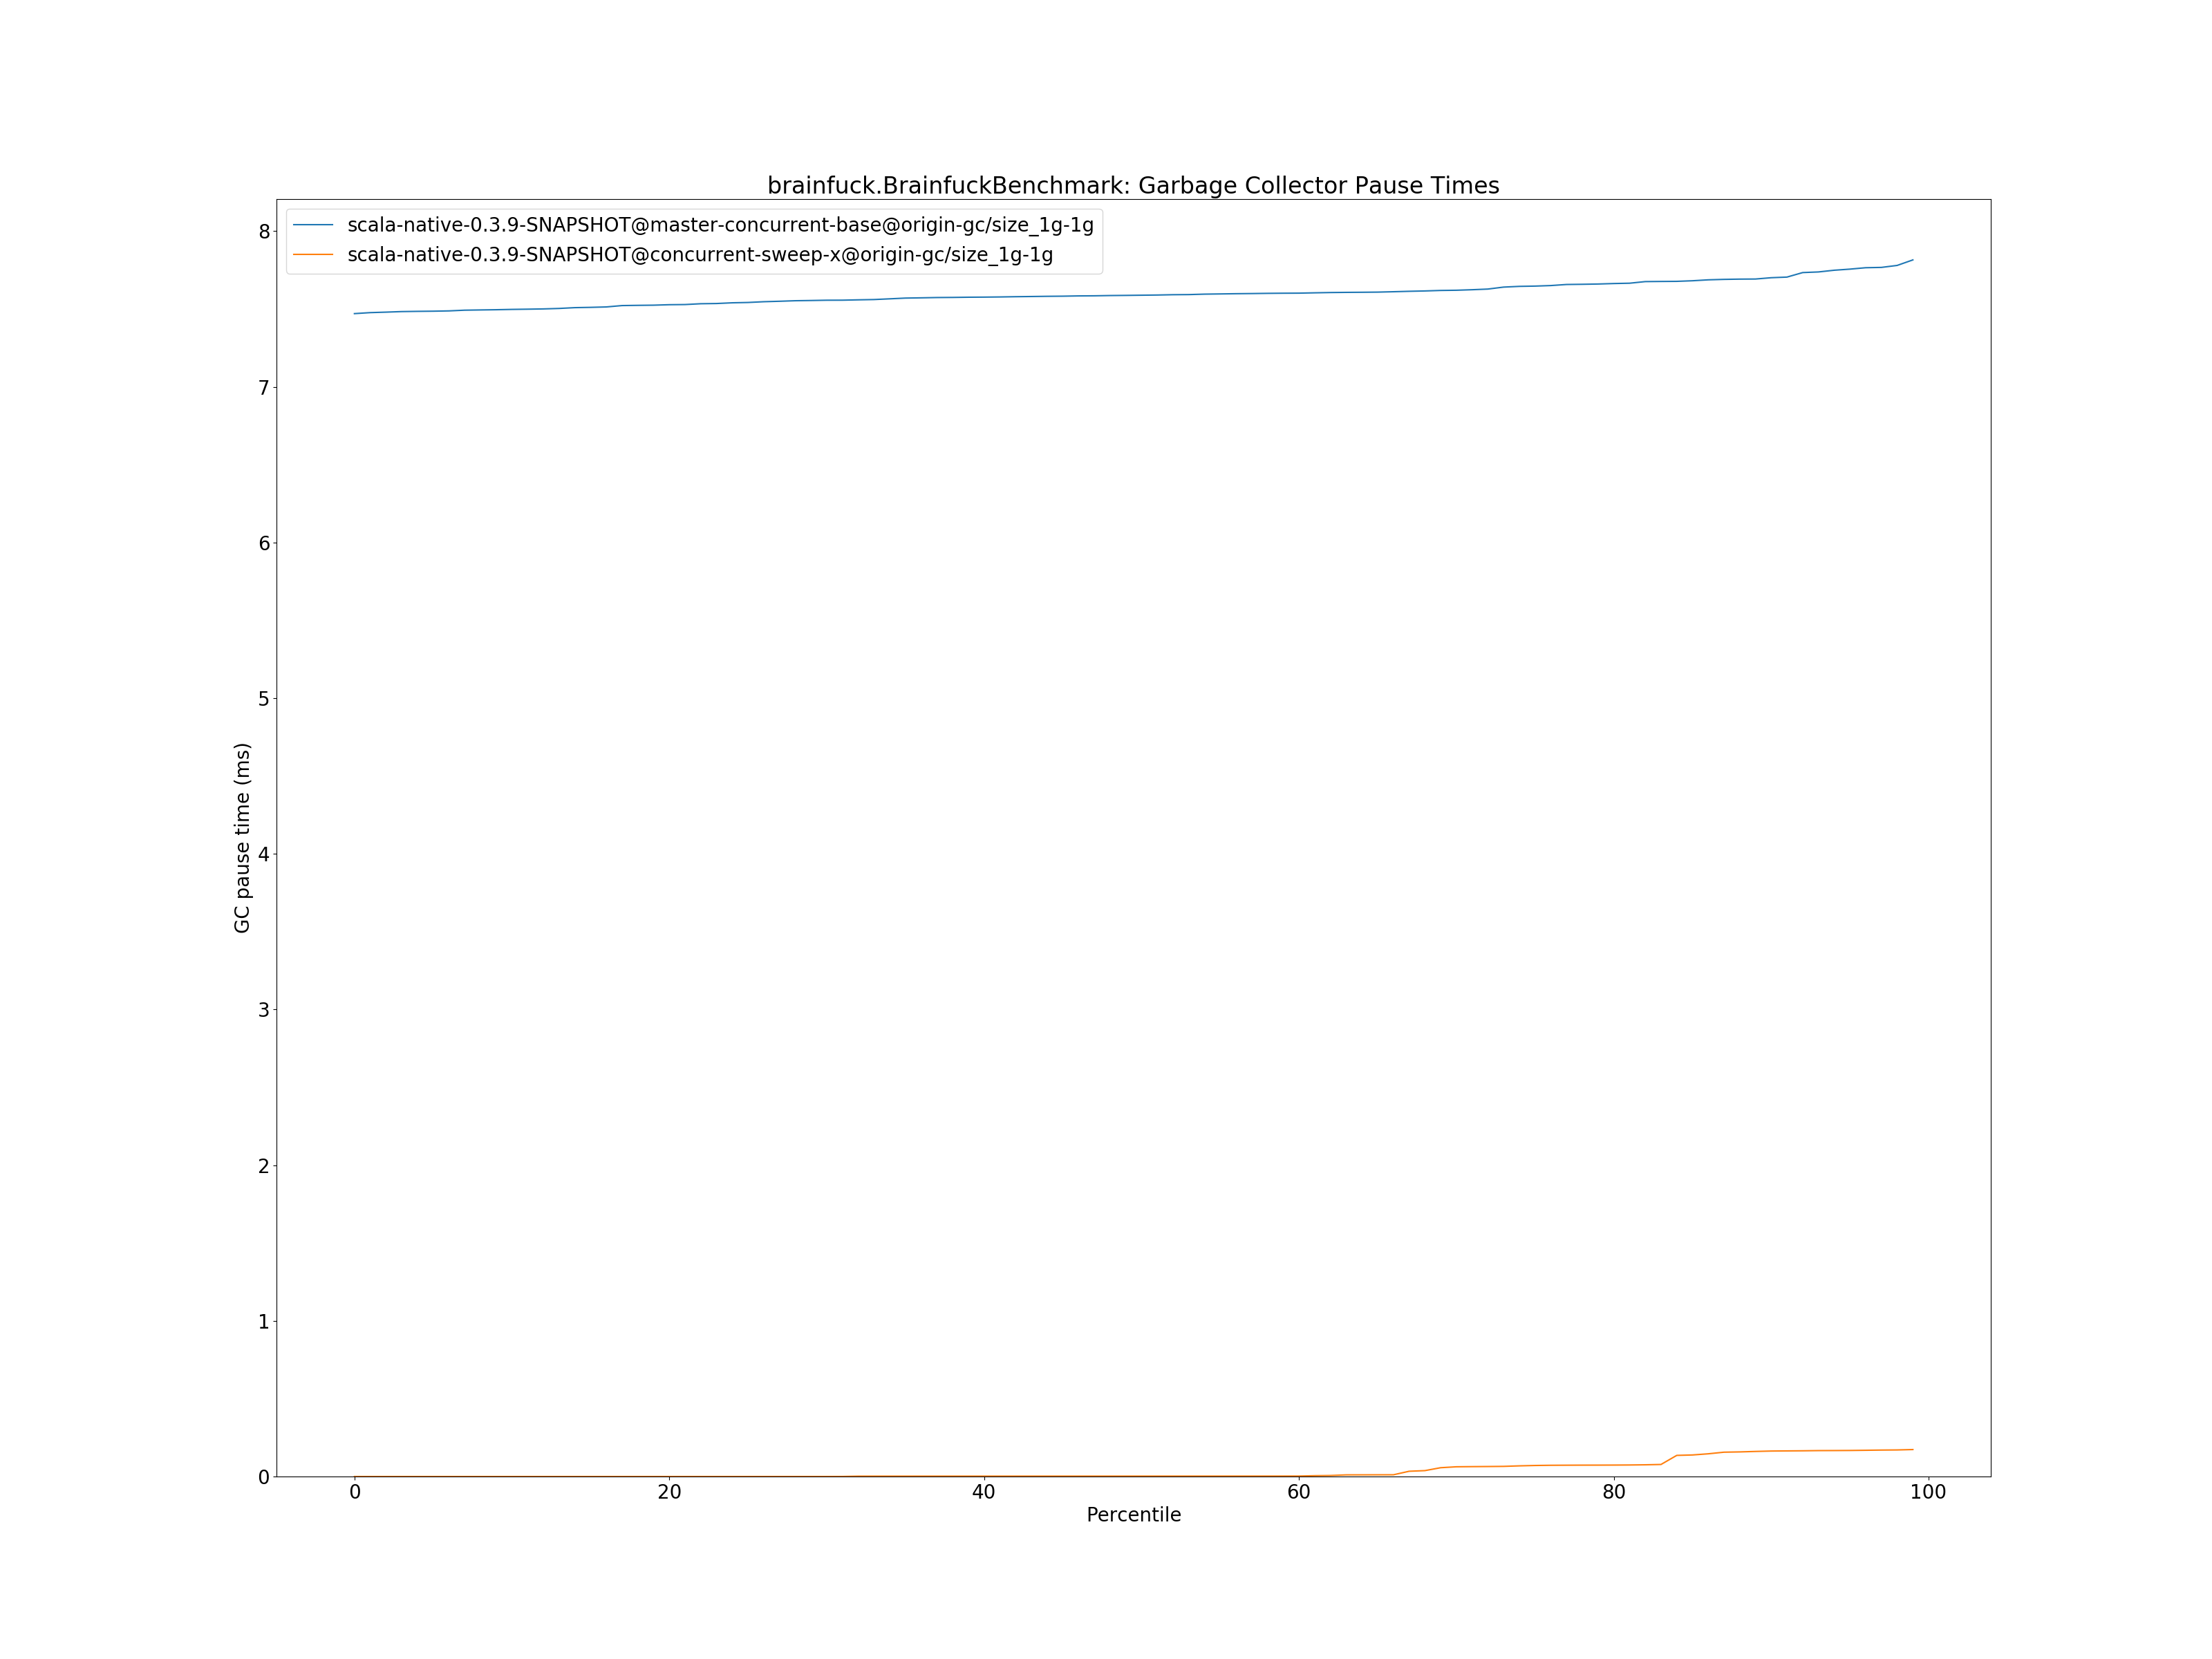 brainfuck.BrainfuckBenchmark: Garbage Collector Pause Times
scala-native-0.3.9-SNAPSHOT@master-concurrent-base@origin-gc/size_1g-1g
scala-native-0.3.9-SNAPSHOT@concurrent-sweep-x@origin-gc/size_1g-1g
8
7
6
5
4
3
2
1
0
GC pause time (ms)
0 20 40 60 80 100
Percentile